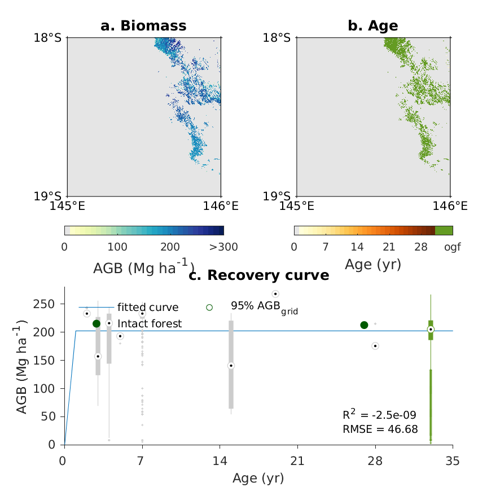 a. Biomass
b. Age
18°S
18°S
19°S
19°S
145°E
146°E
145°E
146°E
0 100 200 >300
0 7 14 21 28 ogf
AGB (Mg ha-1)
Age (yr)
c. Recovery curve
fitted curve
95% AGBgrid
Intact forest
250
200
150
100
50
0
AGB (Mg ha-1)
R2 = -2.5e-09
RMSE = 46.68
0 7 14 21 28 35
Age (yr)